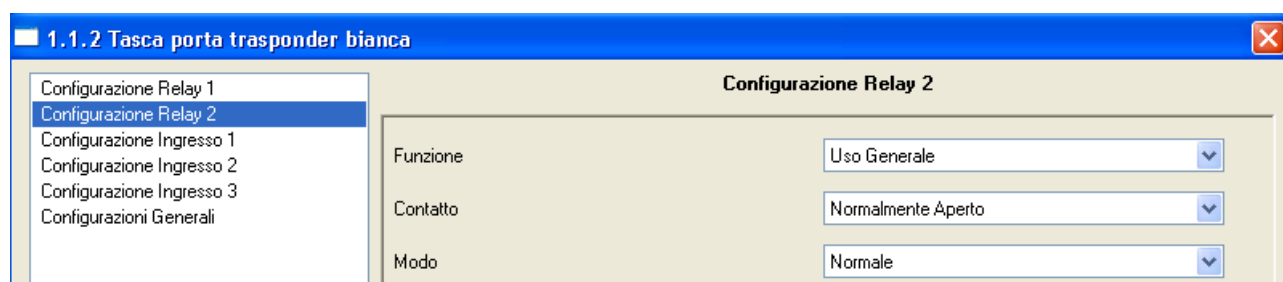 1.1.2 Tasca porta trasponder bianca
Configurazione Relay 1
Configurazione Relay 2
Configurazione Ingresso 1
Configurazione Ingresso 2
Configurazione Ingresso 3
Configurazioni Generali
Configurazione Relay 2
Funzione Uso Generale
Contatto Normalmente Aperto
Modo Normale